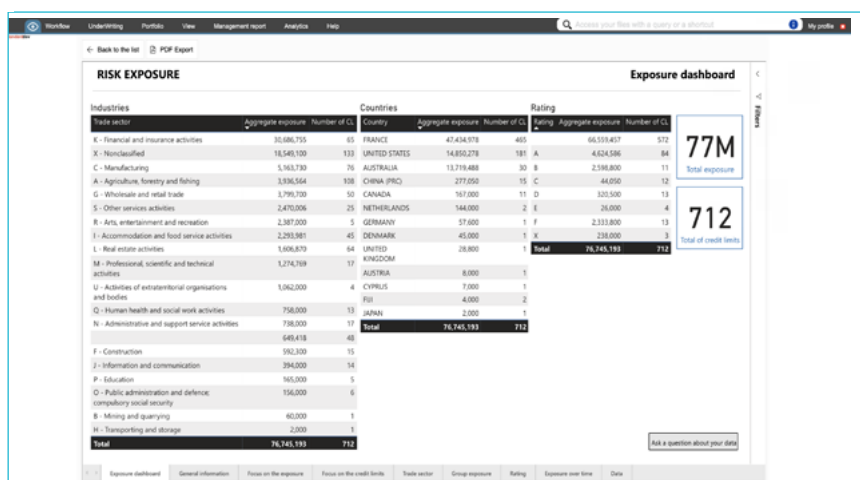 Workflow UnderWriting Portfolio View Management report Analytics Help Access your files with a query or a shortcut My profile
Back to the list PDF Export
RISK EXPOSURE Exposure dashboard
Filters
Industries Countries Rating
Trade sector Aggregate exposure Number of CL Country Aggregate exposure Number of CL Rating Aggregate exposure Number of CL
K - Financial and insurance activities 30,686,755 65 FRANCE 47,434,978 465 66,559,457 572
X - Nonclassified 18,549,100 133 UNITED STATES 14,850,278 181 A 4,624,586 84
C - Manufacturing 5,163,730 76 AUSTRALIA 13,719,488 30 B 2,598,800 11
A - Agriculture, forestry and fishing 3,936,564 108 CHINA (PRC) 277,050 15 C 44,050 12
G - Wholesale and retail trade 3,799,700 50 CANADA 167,000 11 D 320,500 13
S - Other services activities 2,470,006 25 NETHERLANDS 144,000 2 E 26,000 4
R - Arts, entertainment and recreation 2,387,000 5 GERMANY 57,600 1 F 2,333,800 13
I - Accommodation and food service activities 2,293,981 45 DENMARK 45,000 1 X 238,000 3
L - Real estate activities 1,606,870 64 UNITED 28,800 1 Total 76,745,193 712
KINGDOM
77M
Total exposure
712
Total of credit limits
M - Professional, scientific and technical 1,274,769 17
activities
AUSTRIA 8,000 1
U - Activities of extraterritorial organisations 1,062,000 4 CYPRUS 7,000 1
and bodies
FIJI 4,000 2
Q - Human health and social work activities 758,000 13 JAPAN 2,000 1
N - Administrative and support service activities 738,000 17 Total 76,745,193 712
649,418 48
F - Construction 592,300 15
J - Information and communication 394,000 14
P - Education 165,000 5
O - Public administration and defence; 156,000 6
compulsory social security
B - Mining and quarrying 60,000 1
H - Transporting and storage 2,000 1
Total 76,745,193 712
Ask a question about your data
Exposure dashboard General information Focus on the exposure Focus on the credit limits Trade sector Group exposure Rating Exposure over time Data